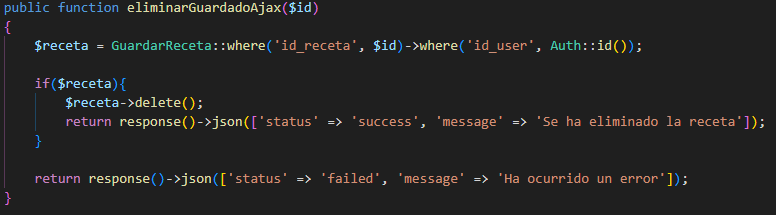 public function eliminarGuardadoAjax($id)
{
    $receta = GuardarReceta::where('id_receta', $id)->where('id_user', Auth::id());

    if($receta){
        $receta->delete();
        return response()->json(['status' => 'success', 'message' => 'Se ha eliminado la receta']);
    }

    return response()->json(['status' => 'failed', 'message' => 'Ha ocurrido un error']);
}